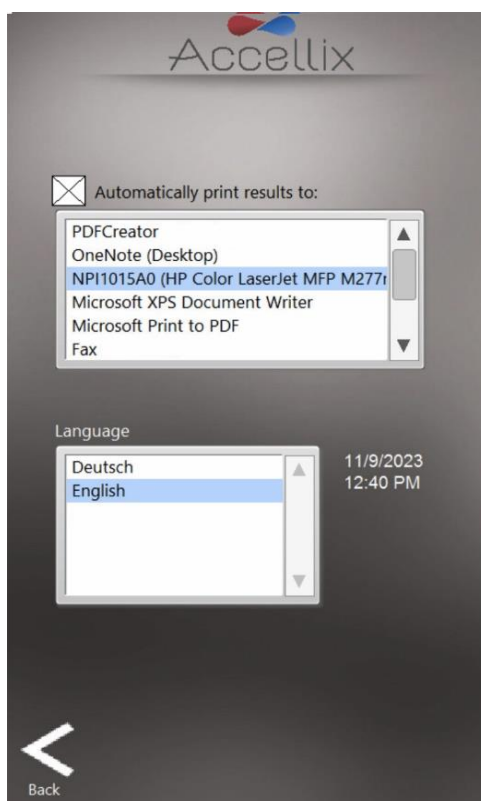 Accellix
Automatically print results to:
PDFCreator
OneNote (Desktop)
NPI1015A0 (HP Color LaserJet MFP M277
Microsoft XPS Document Writer
Microsoft Print to PDF
Fax
Language
Deutsch
English
11/9/2023
12:40 PM
Back